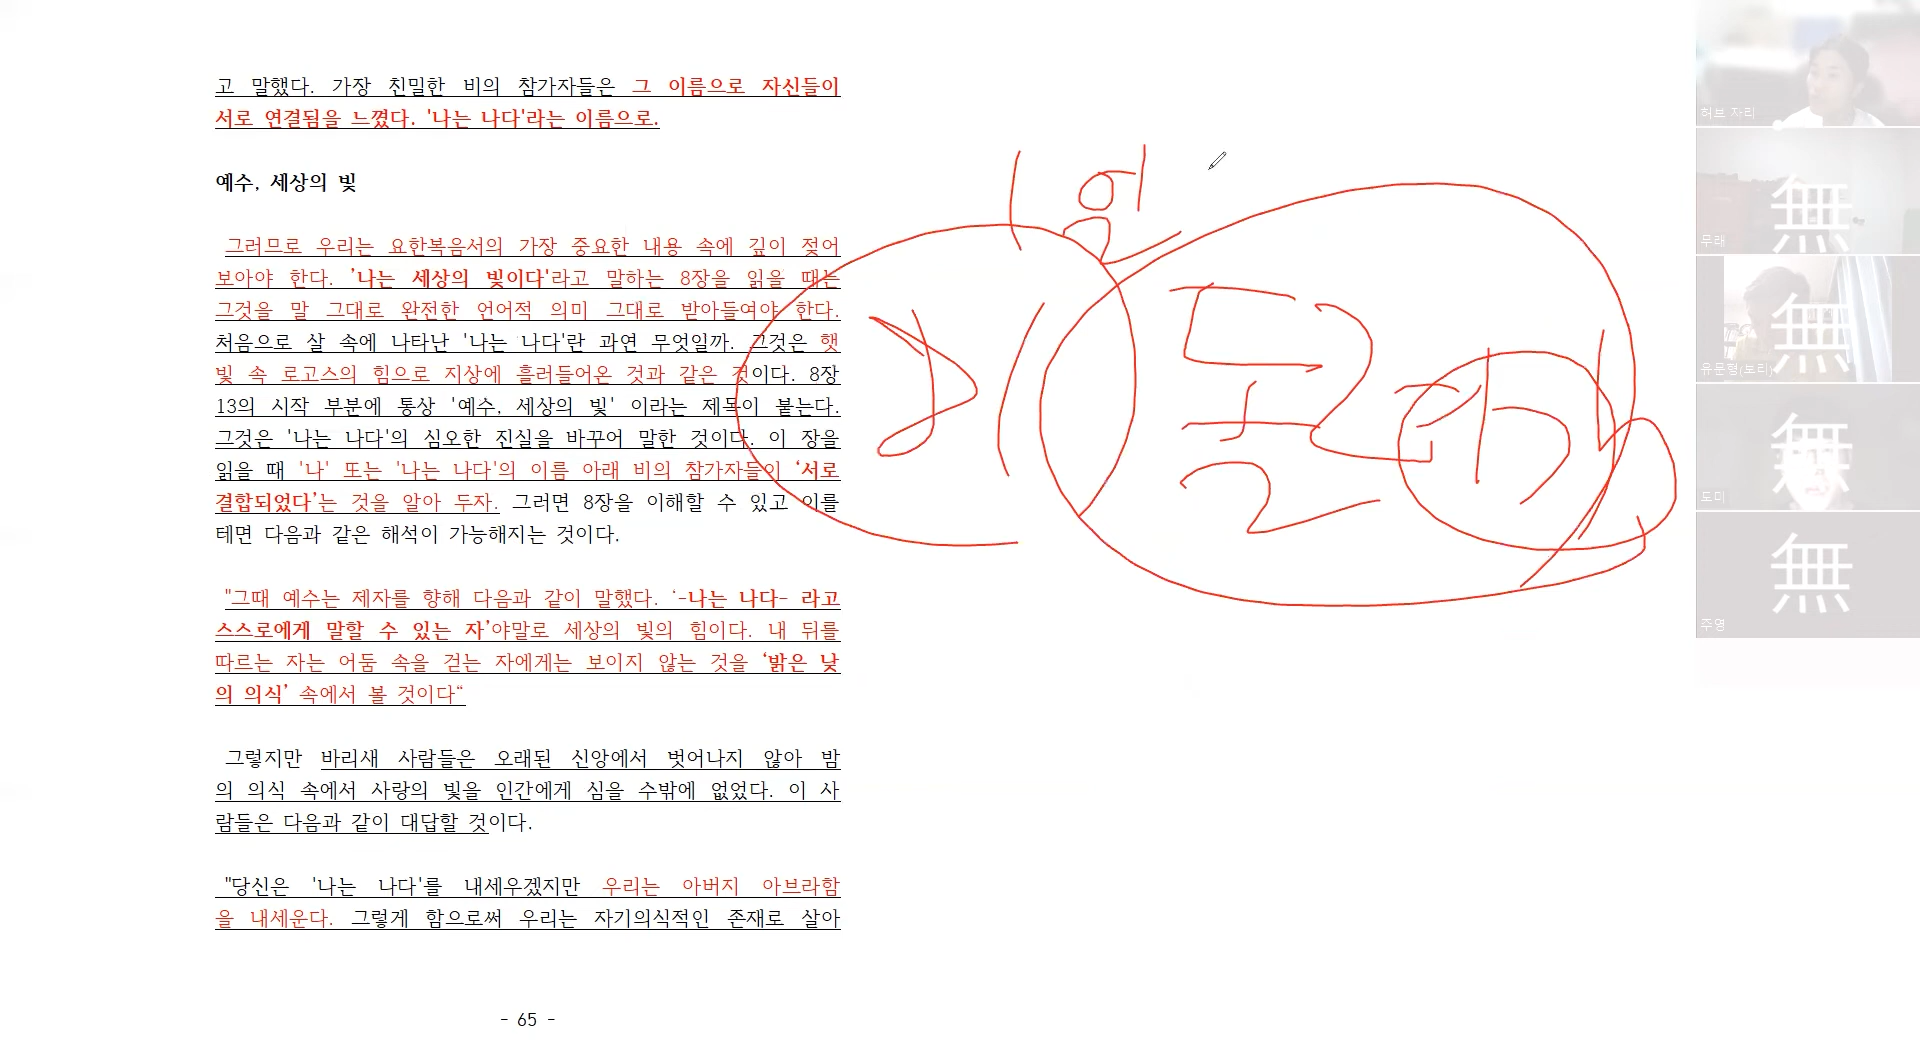 고 말했다. 가장 친밀한 비의 참가자들은 그 이름으로 자신들이
서로 연결됨을 느꼈다. '나는 나다'라는 이름으로.
예수, 세상의 빛
그러므로 우리는 요한복음서의 가장 중요한 내용 속에 깊이 젖어
보아야 한다. '나는 세상의 빛이다'라고 말하는 8장을 읽을 때는
그것을 말 그대로 완전한 언어적 의미 그대로 받아들여야 한다.
처음으로 살 속에 나타난 '나는 나다'란 과연 무엇일까. 그것은 햇
빛 속 로고스의 힘으로 지상에 흘러들어온 것과 같은 것이다. 8장
13의 시작 부분에 통상 '예수, 세상의 빛' 이라는 제목이 붙는다.
그것은 '나는 나다'의 심오한 진실을 바꾸어 말한 것이다. 이 장을
읽을 때 '나' 또는 '나는 나다'의 이름 아래 비의 참가자들이 ‘서로
결합되었다’는 것을 알아 두자. 그러면 8장을 이해할 수 있고 이를
테면 다음과 같은 해석이 가능해지는 것이다.
"그때 예수는 제자를 향해 다음과 같이 말했다. ‘-나는 나다- 라고
스스로에게 말할 수 있는 자’야말로 세상의 빛의 힘이다. 내 뒤를
따르는 자는 어둠 속을 걷는 자에게는 보이지 않는 것을 ‘밝은 낮
의 의식’ 속에서 볼 것이다“
그렇지만 바리새 사람들은 오래된 신앙에서 벗어나지 않아 밤
의 의식 속에서 사랑의 빛을 인간에게 심을 수밖에 없었다. 이 사
람들은 다음과 같이 대답할 것이다.
"당신은 '나는 나다'를 내세우겠지만 우리는 아버지 아브라함
을 내세운다. 그렇게 함으로써 우리는 자기의식적인 존재로 살아
- 65 -
허브 자리
無
무래
無
유문형(보리)
無
도미
無
주영